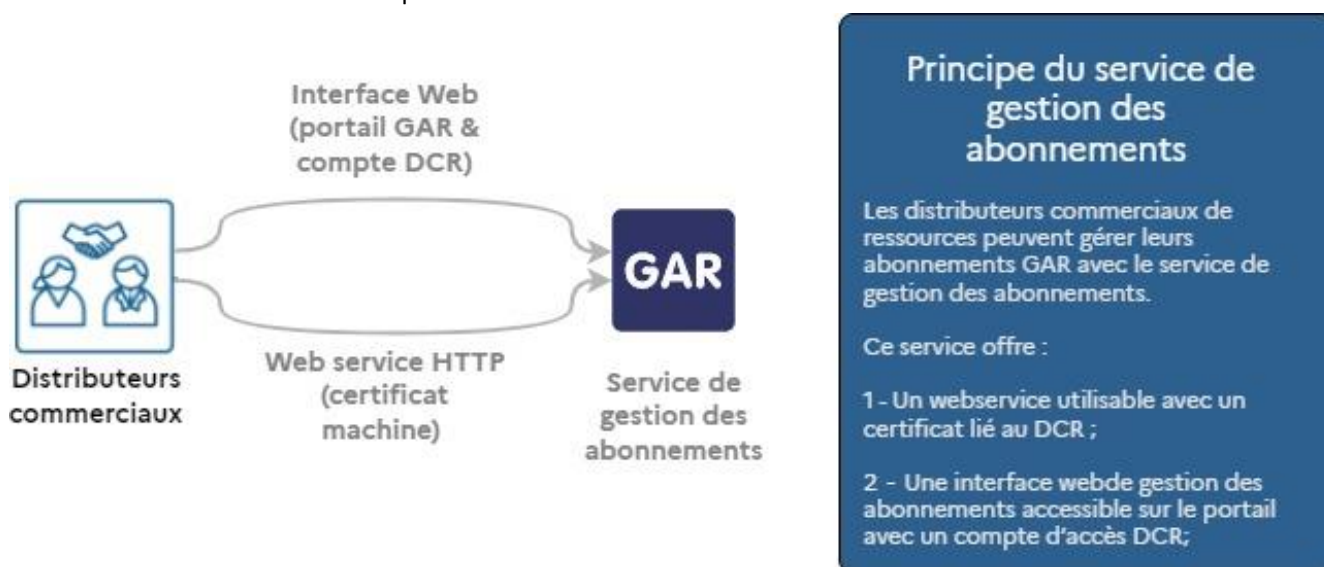 Interface Web
(portail GAR &
compte DCR)
GAR
Distributeurs
commerciaux
Web service HTTP
(certificat
machine)
Service de
gestion des
abonnements
Principe du service de
gestion des
abonnements
Les distributeurs commerciaux de
ressources peuvent gérer leurs
abonnements GAR avec le service de
gestion des abonnements.
Ce service offre :
1 - Un webservice utilisable avec un
certificat lié au DCR ;
2 - Une interface webde gestion des
abonnements accessible sur le portail
avec un compte d'accès DCR;